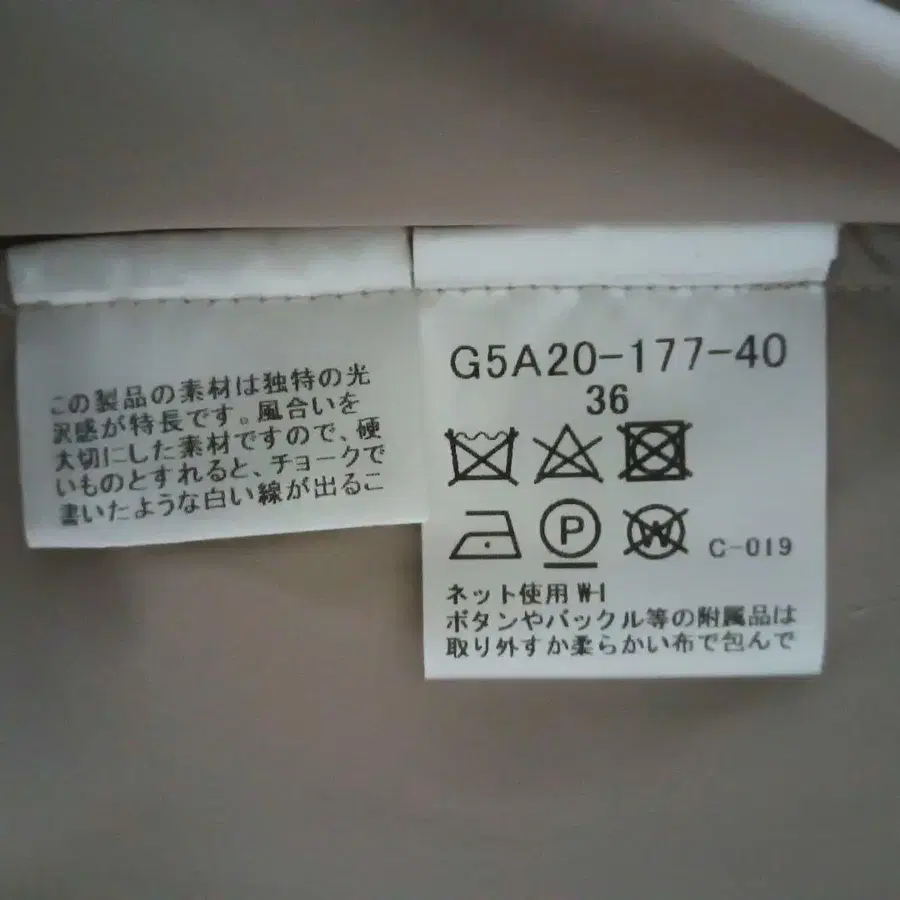 この製品の素材は独特の光
沢感が特長です。風合いを
大切にした素材ですので、硬
いものとすれると、チョークで
書いたような白い線が出るこ
G5A20-177-40
36
P
W
C-019
ネット使用 W-I
ボタンやバックル等の附属品は
取り外すか柔らかい布で包んで